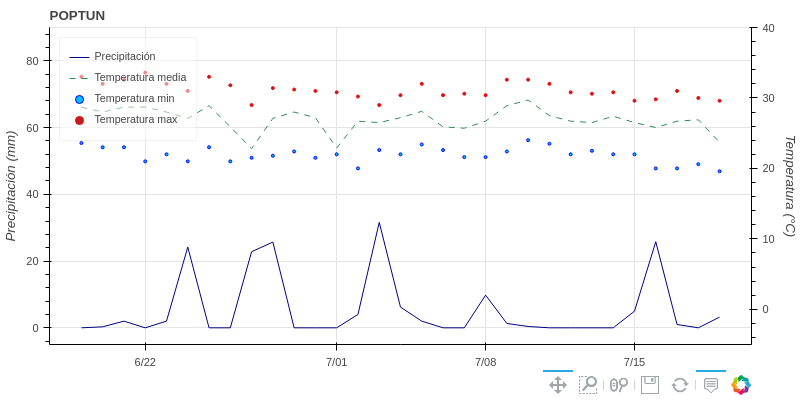 POPTUN
Precipitación
Temperatura media
Temperatura min
Temperatura max
Precipitación (mm)
80
60
40
20
0
Temperatura (°C)
40
30
20
10
0
6/22
7/01
7/08
7/15